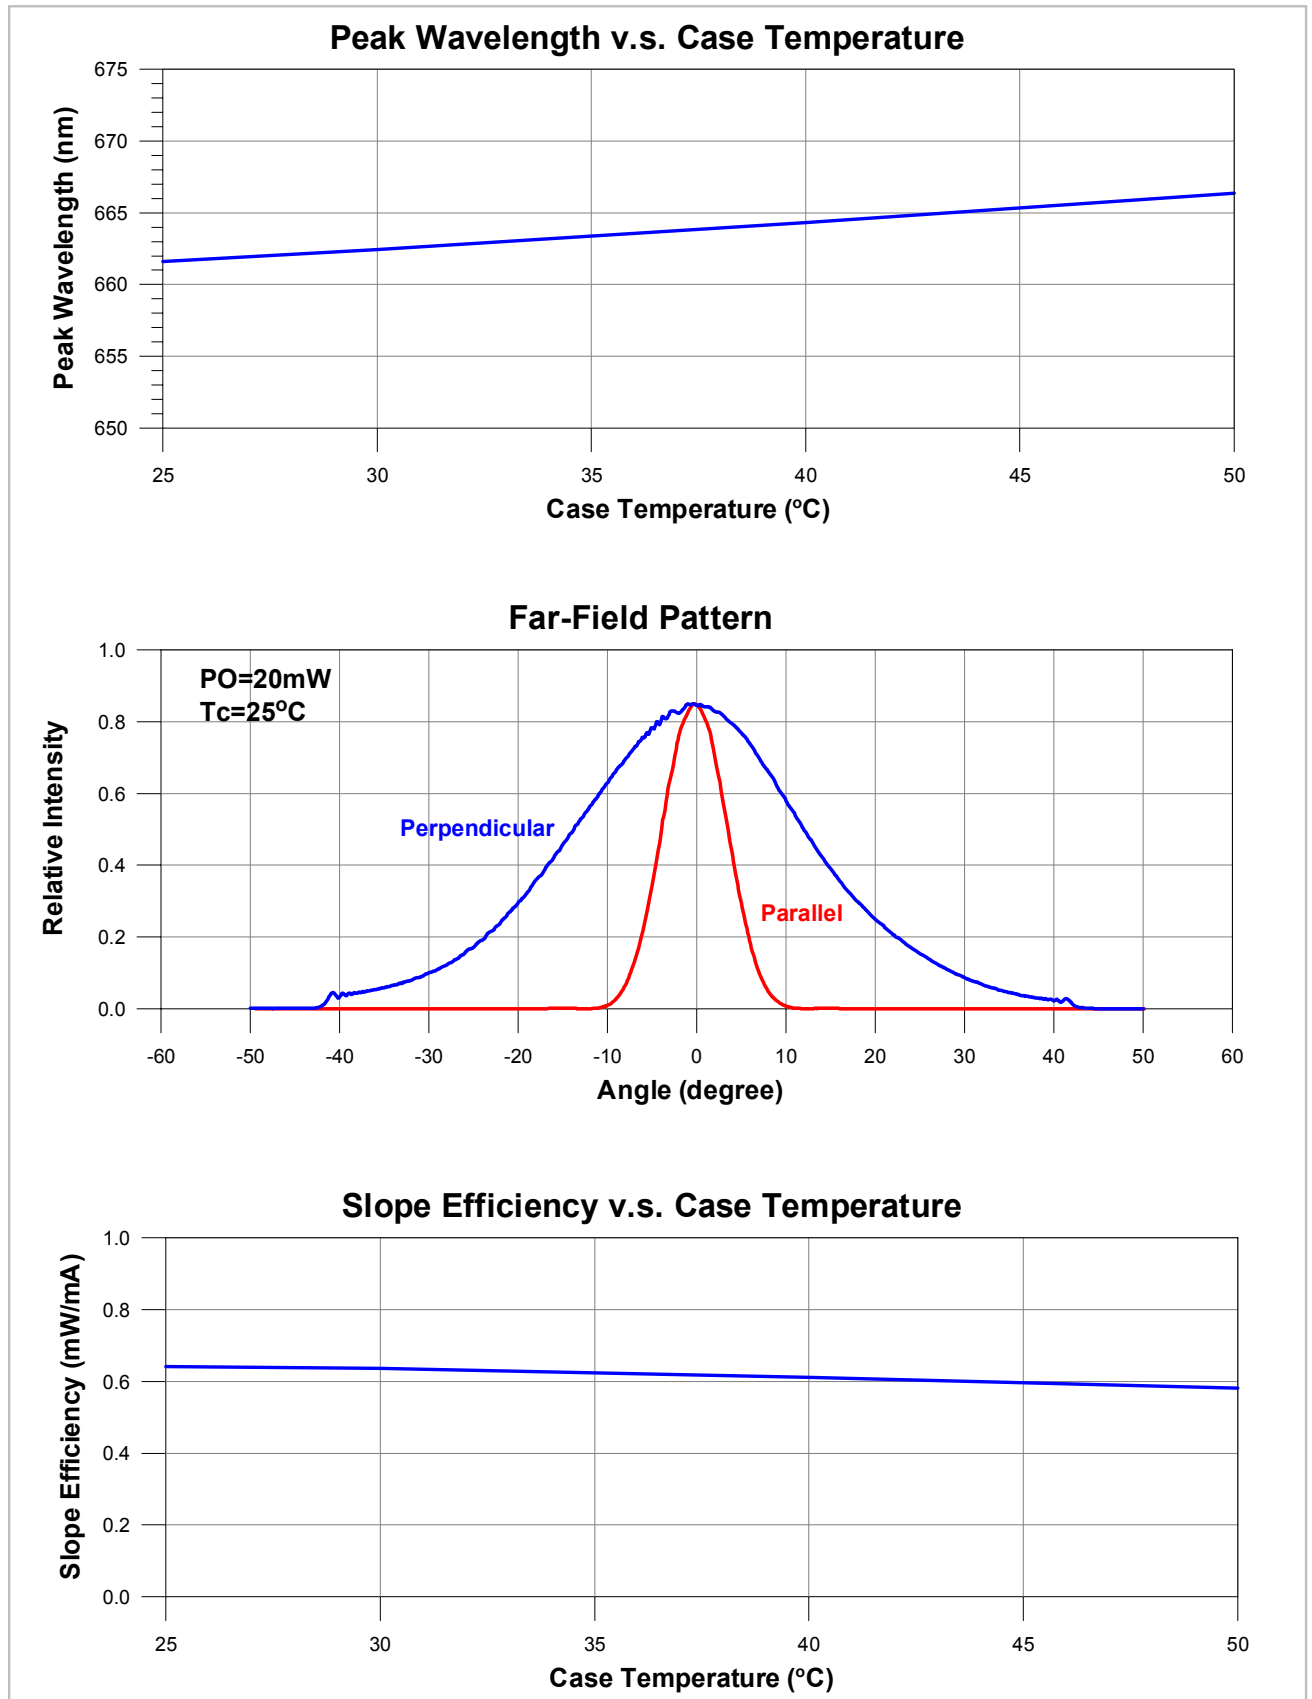 Peak Wavelength v.s. Case Temperature
675
670
665
660
655
650
Peak Wavelength (nm)
25 30 35 40 45 50
Case Temperature (ºC)
Far-Field Pattern
1.0
0.8
0.6
0.4
0.2
0.0
Relative Intensity
PO=20mW
Tc=25ºC
Perpendicular
Parallel
-60 -50 -40 -30 -20 -10 0 10 20 30 40 50 60
Angle (degree)
Slope Efficiency v.s. Case Temperature
1.0
0.8
0.6
0.4
0.2
0.0
Slope Efficiency (mW/mA)
25 30 35 40 45 50
Case Temperature (ºC)